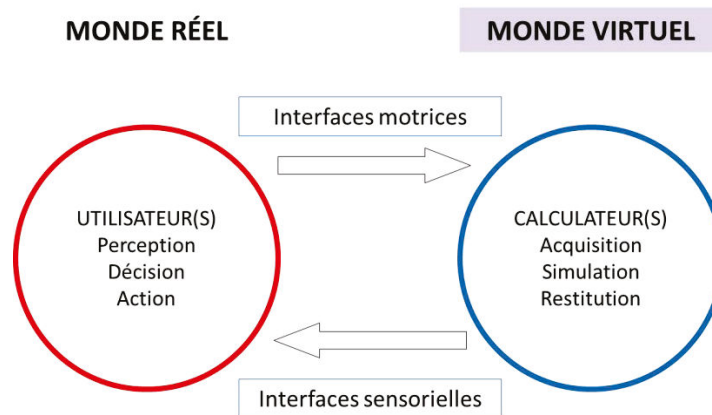 MONDE RÉEL
MONDE VIRTUEL
Interfaces motrices
UTILISATEUR(S)
Perception
Décision
Action
CALCULATEUR(S)
Acquisition
Simulation
Restitution
Interfaces sensorielles